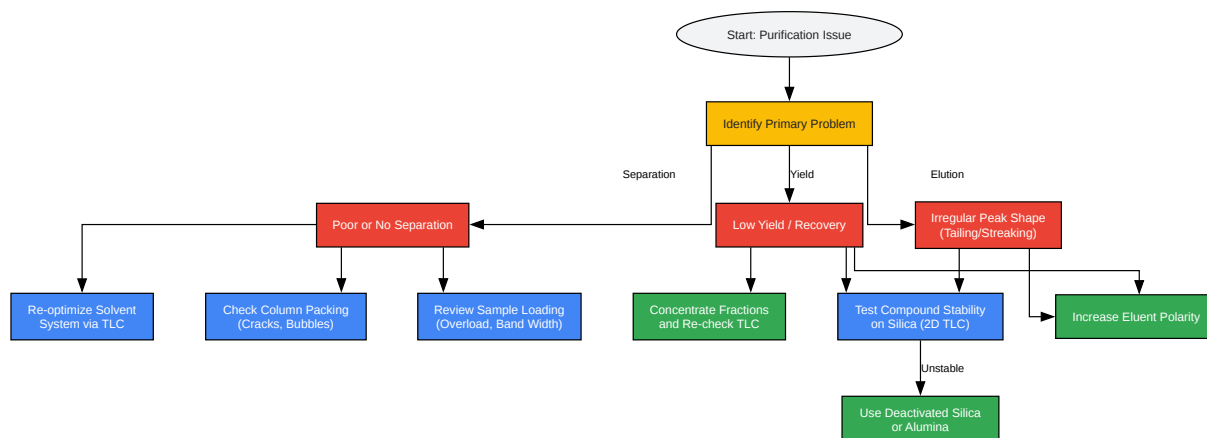 Start: Purification Issue
Identify Primary Problem
Separation
Yield
Elution
Poor or No Separation
Low Yield / Recovery
Irregular Peak Shape
(Tailing/Streaking)
Re-optimize Solvent
System via TLC
Check Column Packing
(Cracks, Bubbles)
Review Sample Loading
(Overload, Band Width)
Concentrate Fractions
and Re-check TLC
Test Compound Stability
on Silica (2D TLC)
Increase Eluent Polarity
Unstable
Use Deactivated Silica
or Alumina